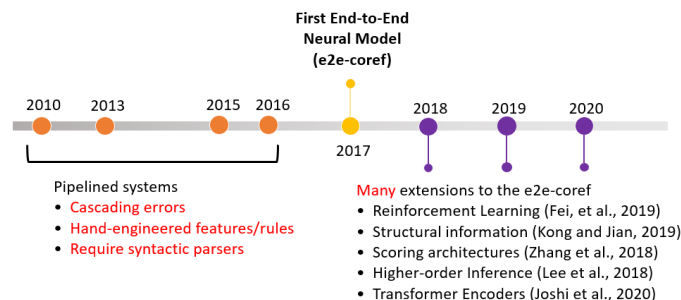 First End-to-End
Neural Model
(e2e-coref)
2010
2013
2015
2016
2018
2019
2020
2017
Pipelined systems
• Cascading errors
• Hand-engineered features/rules
• Require syntactic parsers
Many extensions to the e2e-coref
• Reinforcement Learning (Fei, et al., 2019)
• Structural information (Kong and Jian, 2019)
• Scoring architectures (Zhang et al., 2018)
• Higher-order Inference (Lee et al., 2018)
• Transformer Encoders (Joshi et al., 2020)